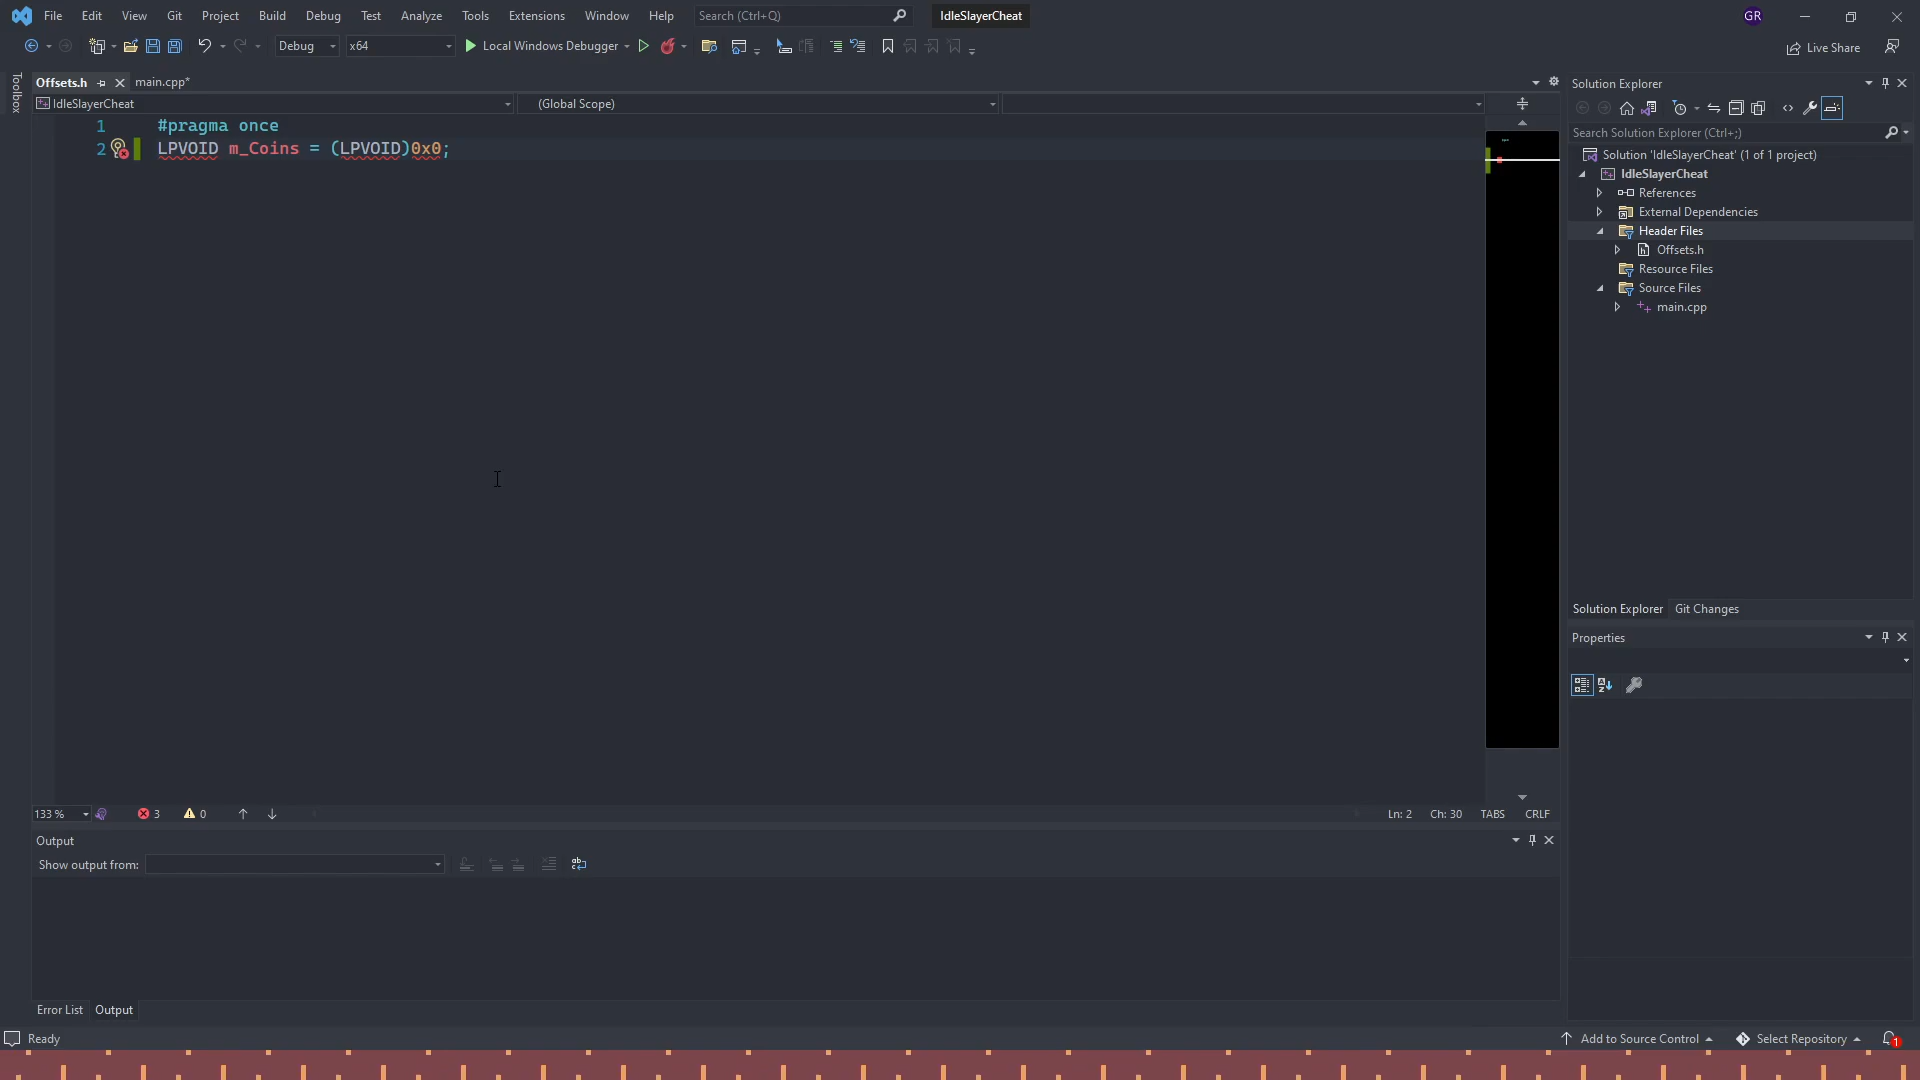 File Edit View Git Project Build Debug Test Analyze Tools Extensions Window Help Search (Ctrl+Q) IdleSlayerCheat GR
Debug x64 Local Windows Debugger Live Share
Toolbox
Offsets.h main.cpp*
IdleSlayerCheat (Global Scope)
1 #pragma once
2 LPVOID m_Coins = (LPVOID)0x0;
133 % 3 0 Ln: 2 Ch: 30 TABS CRLF
Output
Show output from:
Error List Output
Solution Explorer
Search Solution Explorer (Ctrl+;)
Solution 'IdleSlayerCheat' (1 of 1 project)
IdleSlayerCheat
References
External Dependencies
Header Files
Offsets.h
Resource Files
Source Files
main.cpp
Solution Explorer Git Changes
Properties
Ready Add to Source Control Select Repository 1